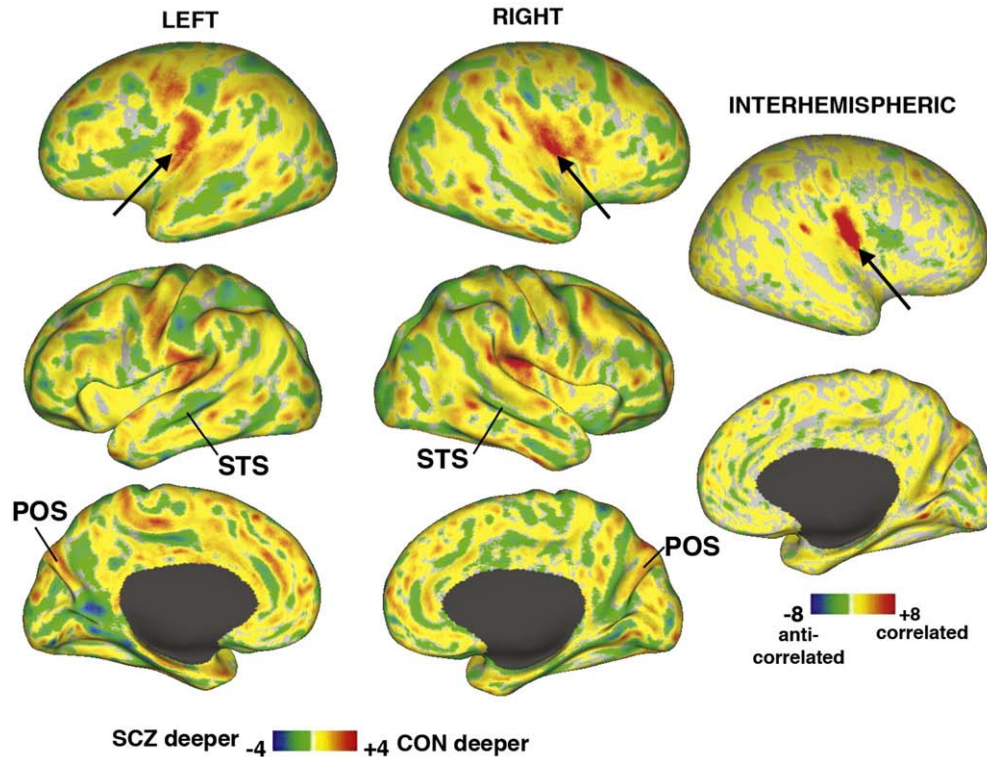 LEFT
RIGHT
INTERHEMISPHERIC
STS
STS
POS
POS
-8
+8
anti-
correlated
correlated
SCZ deeper -4 +4 CON deeper